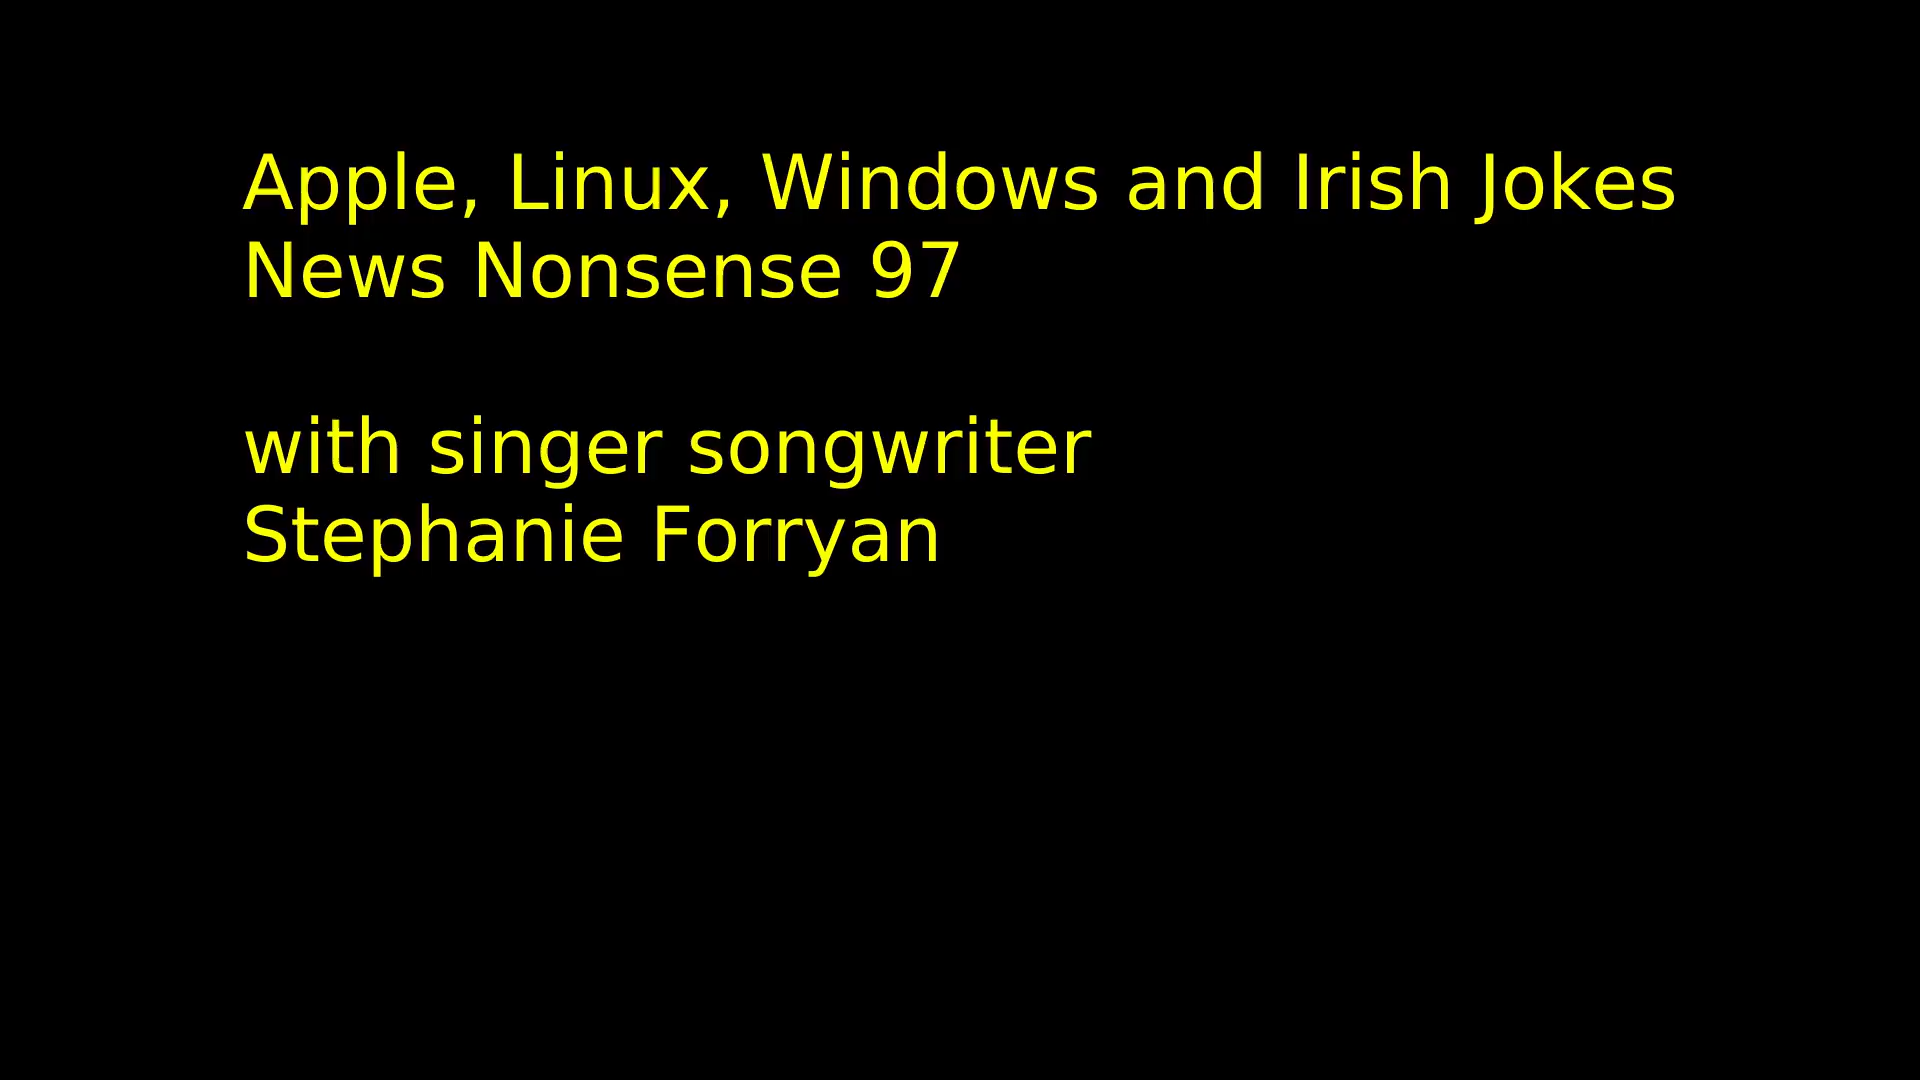 Apple, Linux, Windows and Irish Jokes
News Nonsense 97
with singer songwriter
Stephanie Forryan